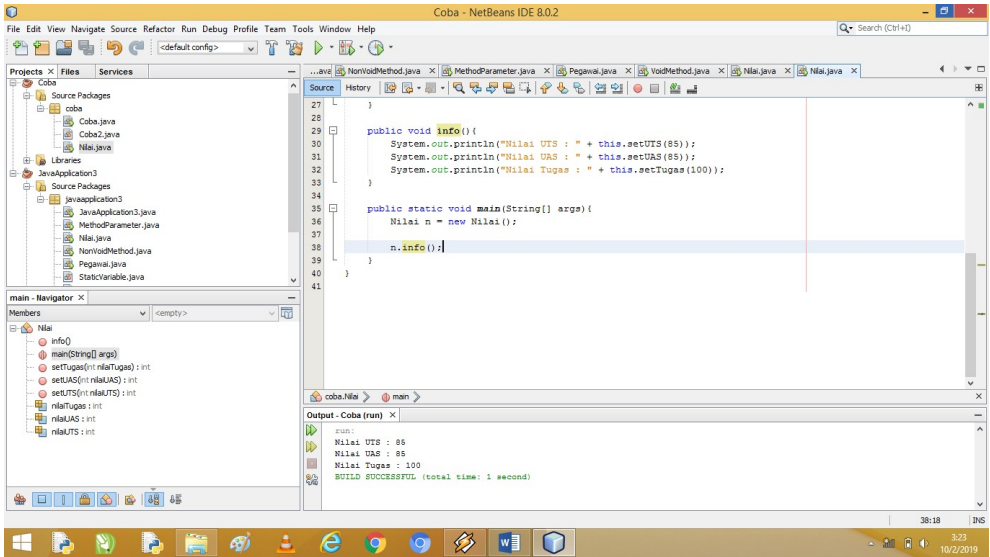 Coba - NetBeans IDE 8.0.2
File Edit View Navigate Source Refactor Run Debug Profile Team Tools Window Help
Search (Ctrl+I)
<default config>
Projects Files Services
Coba
Source Packages
coba
Coba.java
Coba2.java
Nilai.java
Libraries
JavaApplication3
Source Packages
javaapplication3
JavaApplication3.java
MethodParameter.java
Nilai.java
NonVoidMethod.java
Pegawai.java
StaticVariable.java
main - Navigator
Members <empty>
Nilai
info()
main(String[] args)
setTugas(int nilaiTugas) : int
setUAS(int nilaiUAS) : int
setUTS(int nilaiUTS) : int
nilaiTugas : int
nilaiUAS : int
nilaiUTS : int
...ava NonVoidMethod.java MethodParameter.java Pegawai.java VoidMethod.java Nilai.java Nilai.java
Source History
27 }
28
29 public void info(){
30 System.out.println("Nilai UTS : " + this.setUTS(85));
31 System.out.println("Nilai UAS : " + this.setUAS(85));
32 System.out.println("Nilai Tugas : " + this.setTugas(100));
33 }
34
35 public static void main(String[] args){
36 Nilai n = new Nilai();
37
38 n.info();
39 }
40 }
41
coba.Nilai main
Output - Coba (run)
run:
Nilai UTS : 85
Nilai UAS : 85
Nilai Tugas : 100
BUILD SUCCESSFUL (total time: 1 second)
38:18 INS
3:23
10/2/2019